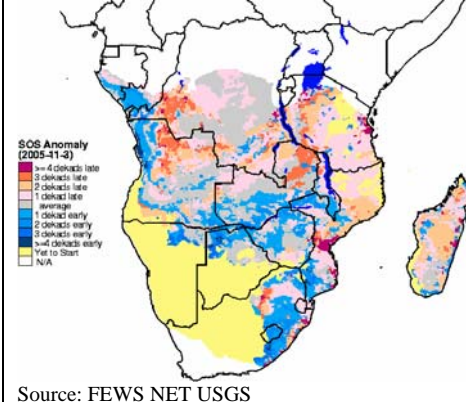 SOS Anomaly
(2005-11-3)
>= 4 dekads late
3 dekads late
2 dekads late
1 dekad late
average
1 dekad early
2 dekads early
3 dekads early
>=4 dekads early
Yet to Start
N/A
Source: FEWS NET USGS